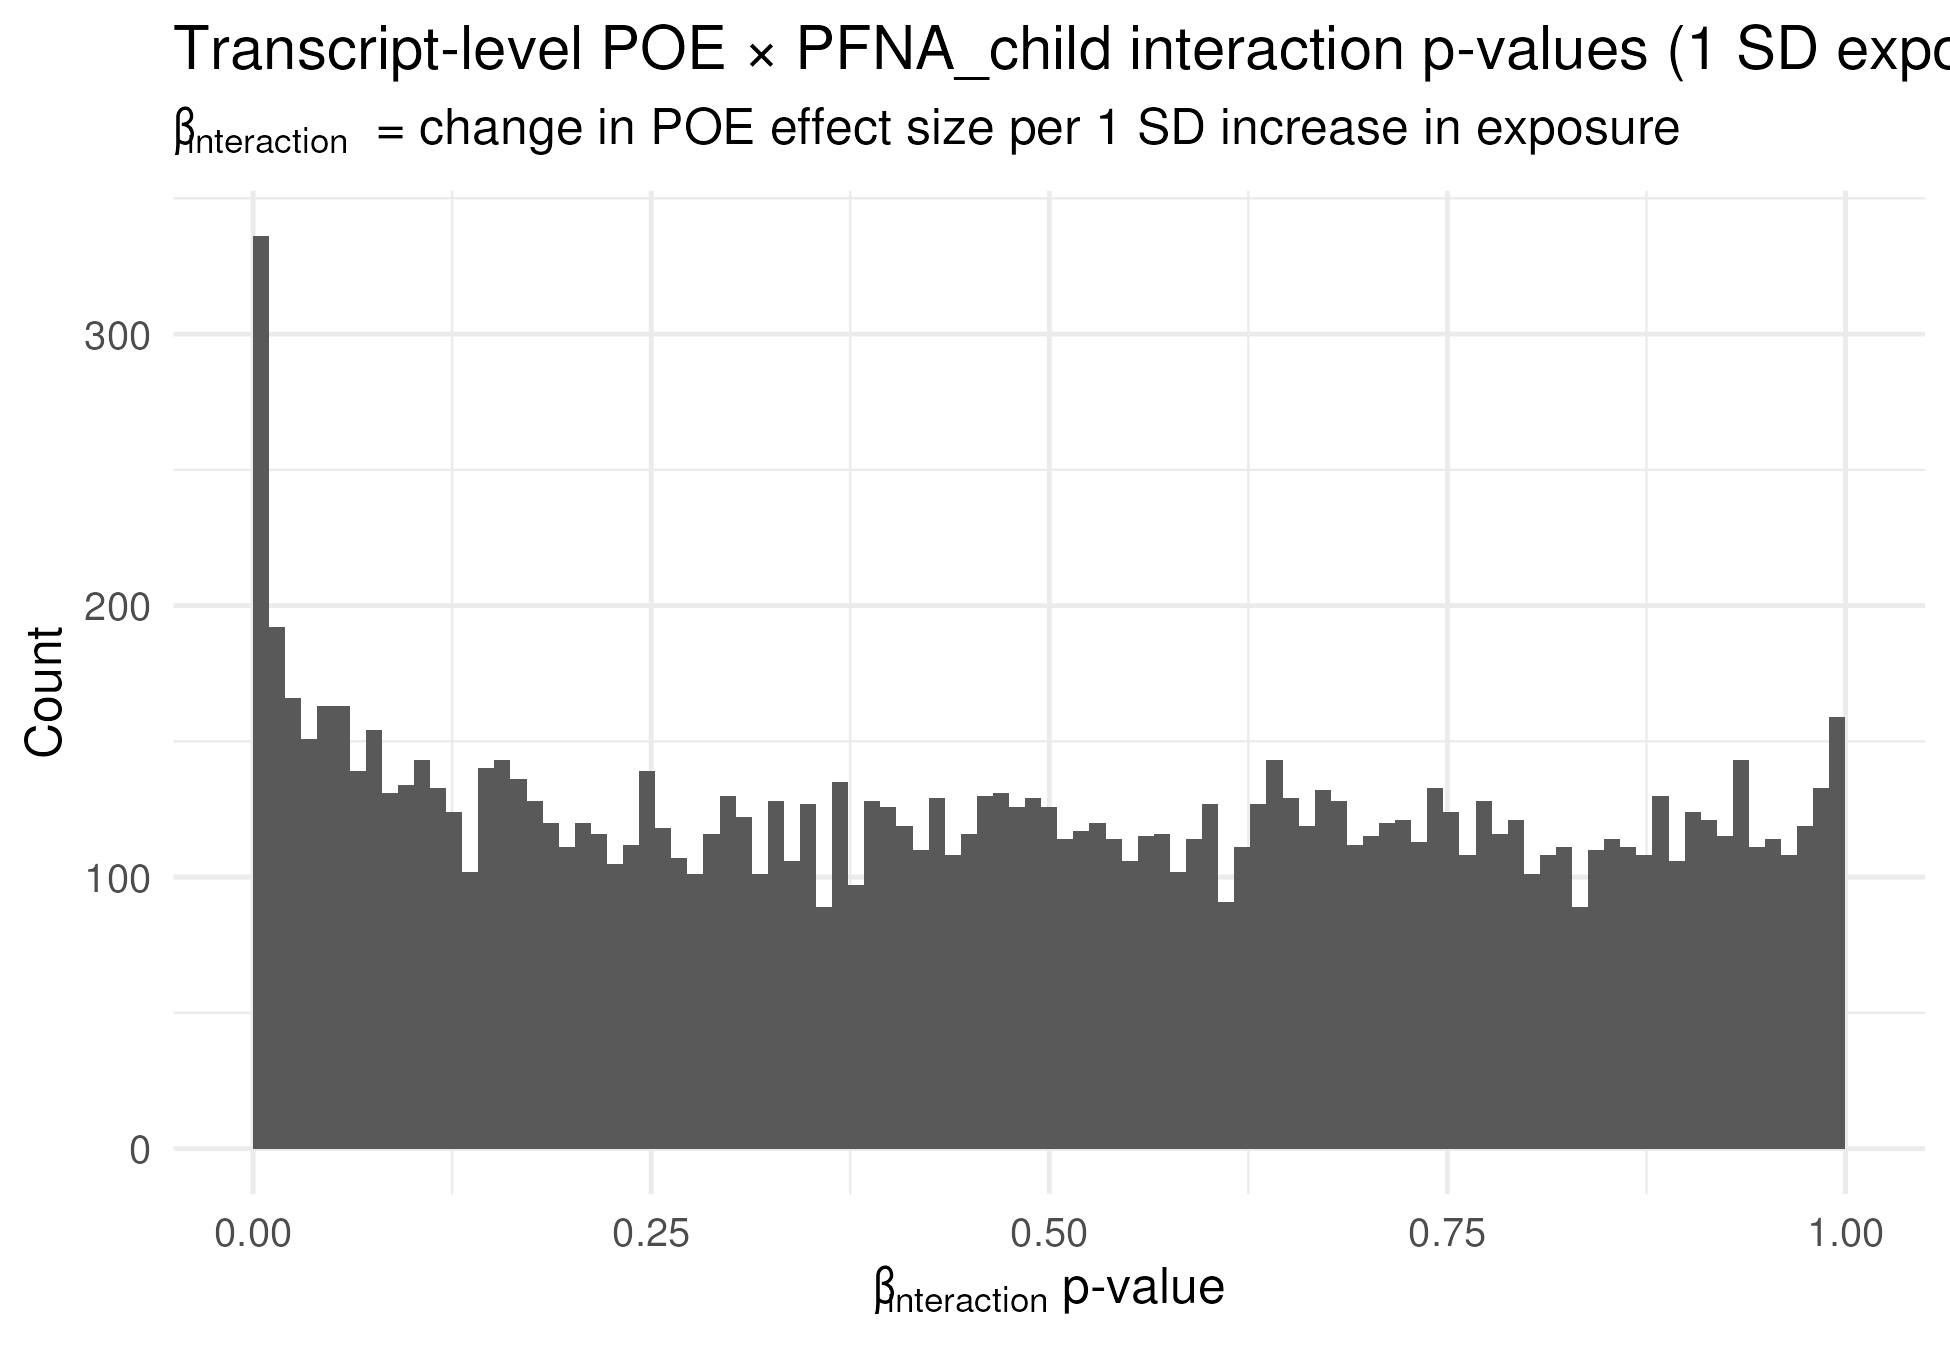 Transcript-level POE × PFNA_child interaction p-values (1 SD expo
βinteraction = change in POE effect size per 1 SD increase in exposure
Count
300
200
100
0
0.00 0.25 0.50 0.75 1.00
βinteraction p-value